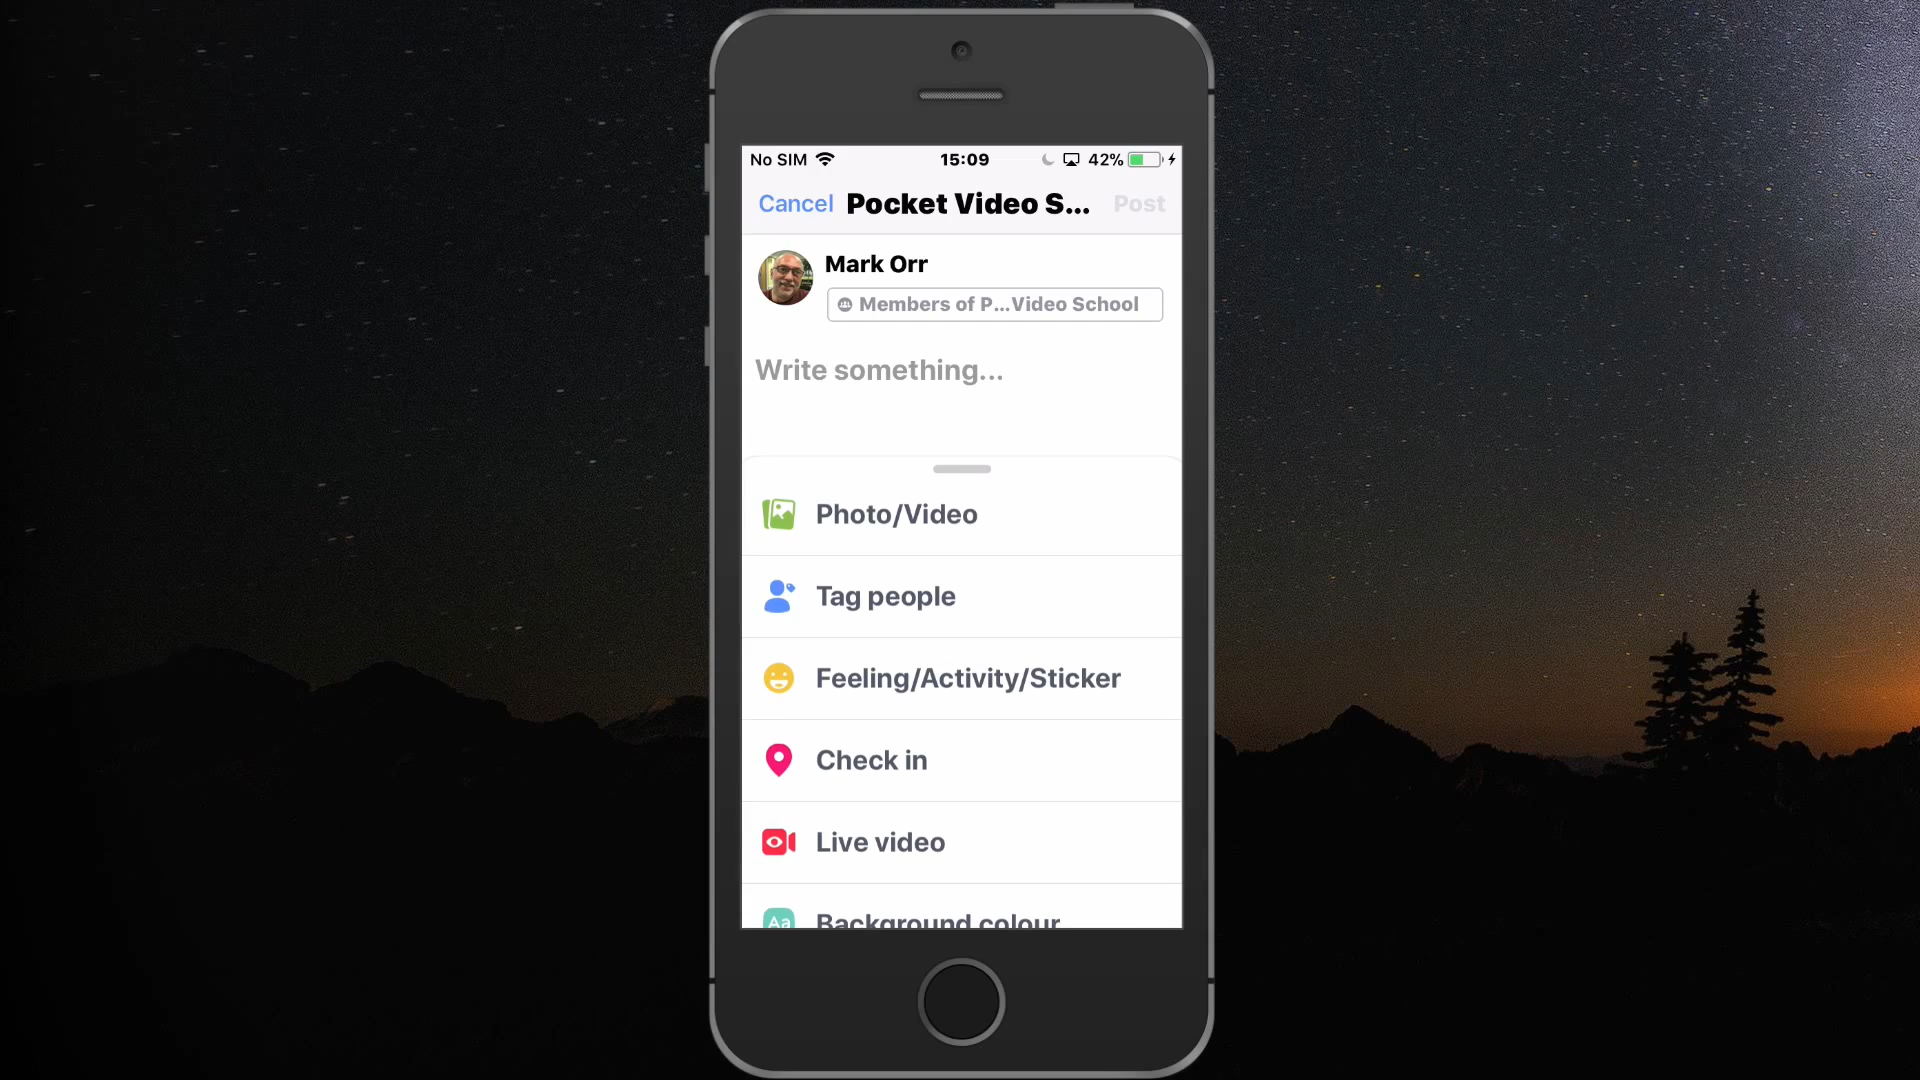 No SIM 15:09 42%
Cancel Pocket Video S... Post
Mark Orr
Members of P...Video School
Write something...
Photo/Video
Tag people
Feeling/Activity/Sticker
Check in
Live video
Aa Background colour